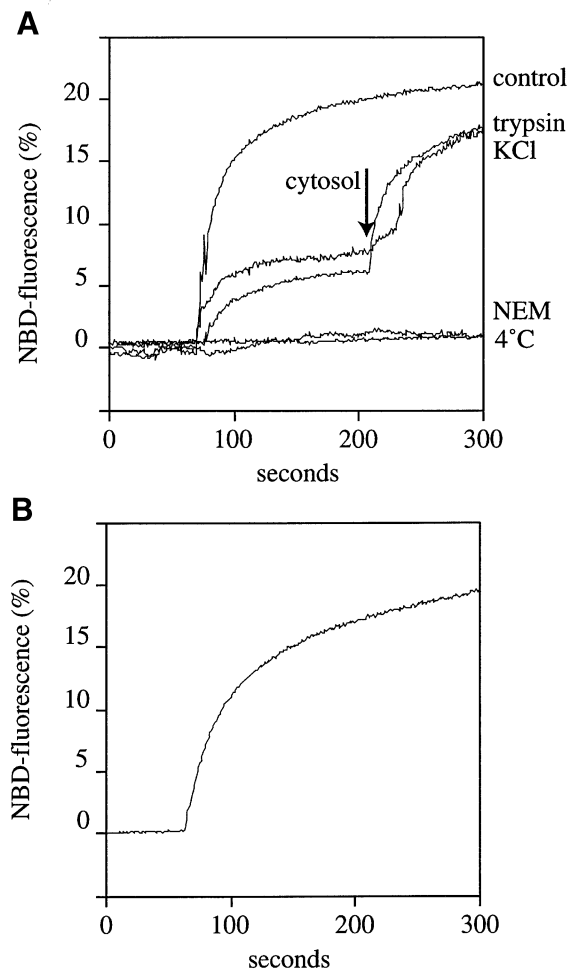 A
NBD-fluorescence (%)
20
15
10
5
0
control
trypsin
KCl
cytosol
NEM
4°C
0 100 200 300
seconds
B
NBD-fluorescence (%)
20
15
10
5
0
0 100 200 300
seconds